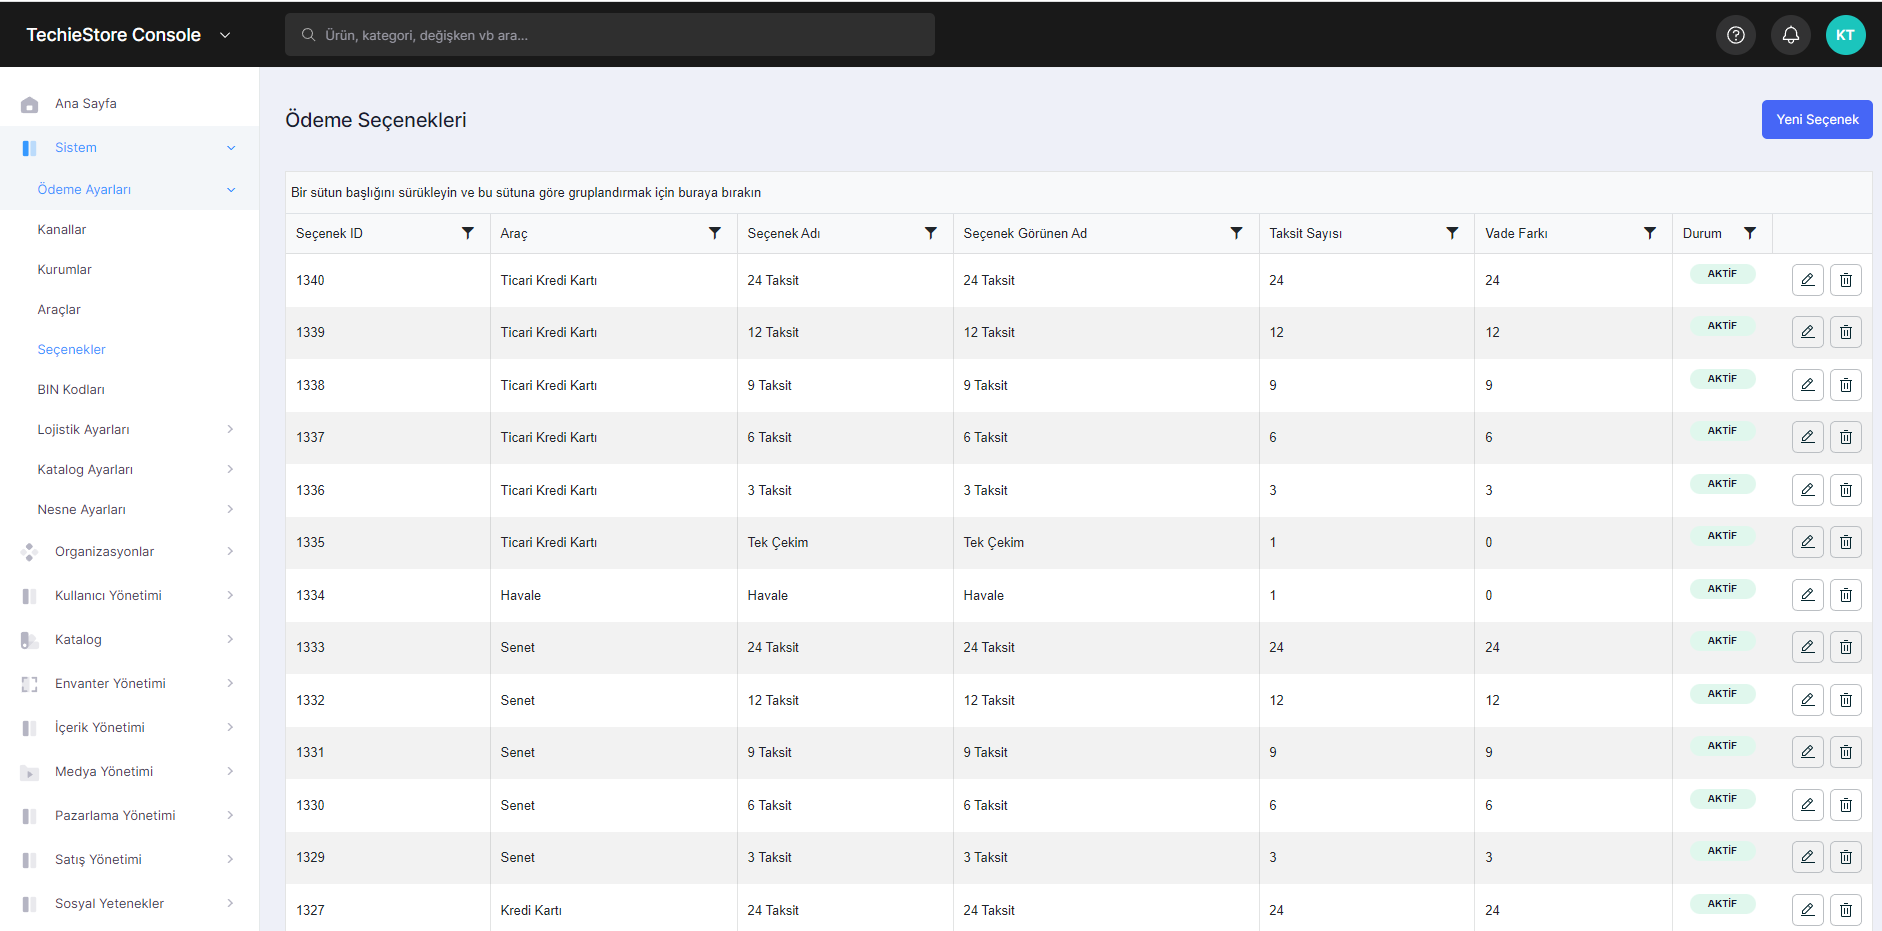 TechieStore Console
Ürün, kategori, değişken vb ara...
KT
Ana Sayfa
Sistem
Ödeme Ayarları
Kanallar
Kurumlar
Araçlar
Seçenekler
BIN Kodları
Lojistik Ayarları
Katalog Ayarları
Nesne Ayarları
Organizasyonlar
Kullanıcı Yönetimi
Katalog
Envanter Yönetimi
İçerik Yönetimi
Medya Yönetimi
Pazarlama Yönetimi
Satış Yönetimi
Sosyal Yetenekler
Ödeme Seçenekleri
Yeni Seçenek
Bir sütun başlığını sürükleyin ve bu sütuna göre gruplandırmak için buraya bırakın
Seçenek ID Araç Seçenek Adı Seçenek Görünen Ad Taksit Sayısı Vade Farkı Durum
1340 Ticari Kredi Kartı 24 Taksit 24 Taksit 24 24 AKTİF
1339 Ticari Kredi Kartı 12 Taksit 12 Taksit 12 12 AKTİF
1338 Ticari Kredi Kartı 9 Taksit 9 Taksit 9 9 AKTİF
1337 Ticari Kredi Kartı 6 Taksit 6 Taksit 6 6 AKTİF
1336 Ticari Kredi Kartı 3 Taksit 3 Taksit 3 3 AKTİF
1335 Ticari Kredi Kartı Tek Çekim Tek Çekim 1 0 AKTİF
1334 Havale Havale Havale 1 0 AKTİF
1333 Senet 24 Taksit 24 Taksit 24 24 AKTİF
1332 Senet 12 Taksit 12 Taksit 12 12 AKTİF
1331 Senet 9 Taksit 9 Taksit 9 9 AKTİF
1330 Senet 6 Taksit 6 Taksit 6 6 AKTİF
1329 Senet 3 Taksit 3 Taksit 3 3 AKTİF
1327 Kredi Kartı 24 Taksit 24 Taksit 24 24 AKTİF